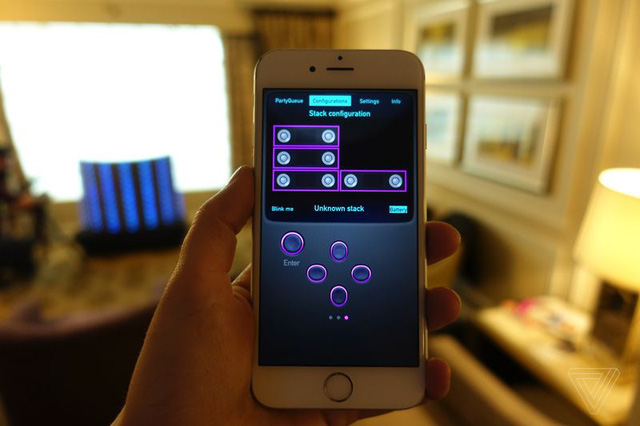 PartyQueue Configurations Settings Info
Stack configuration
Blink me Unknown stack Battery
Enter